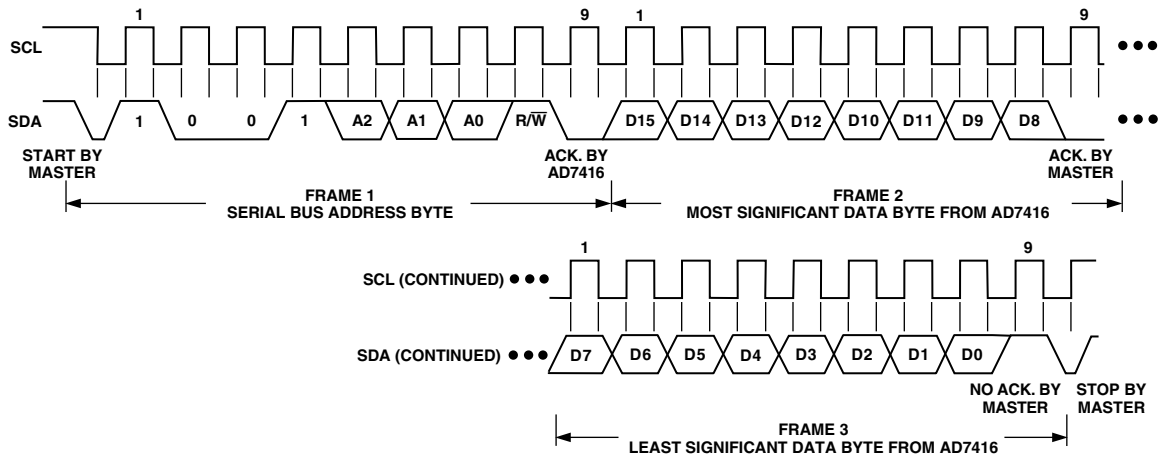 1 9 1 9
SCL
SDA 1 0 0 1 A2 A1 A0 R/W̅ D15 D14 D13 D12 D10 D11 D9 D8
START BY
MASTER
ACK. BY
AD7416
ACK. BY
MASTER
FRAME 1
SERIAL BUS ADDRESS BYTE
FRAME 2
MOST SIGNIFICANT DATA BYTE FROM AD7416
1 9
SCL (CONTINUED)
SDA (CONTINUED) D7 D6 D5 D4 D3 D2 D1 D0
NO ACK. BY
MASTER
STOP BY
MASTER
FRAME 3
LEAST SIGNIFICANT DATA BYTE FROM AD7416